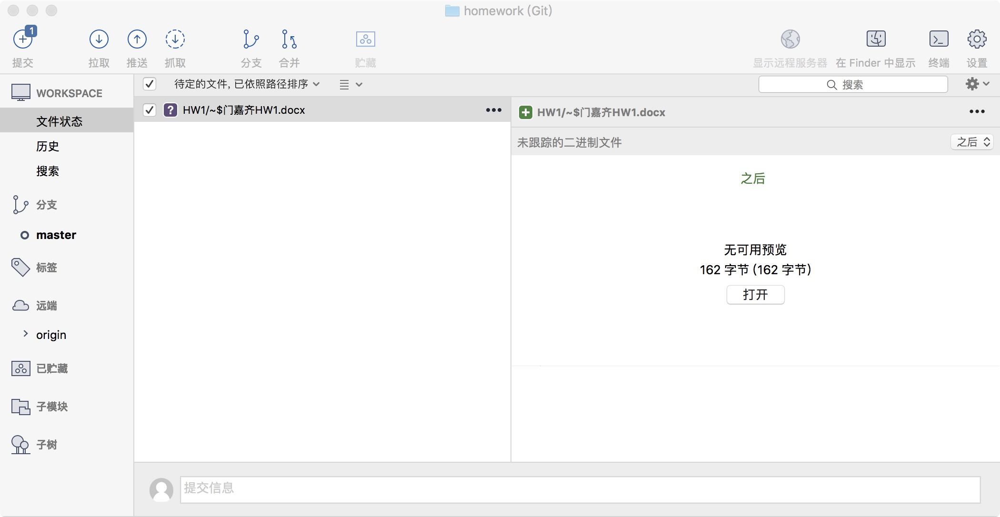 homework (Git)
1
提交
拉取
推送
抓取
分支
合并
贮藏
显示远程服务器
在 Finder 中显示
终端
设置
WORKSPACE
文件状态
历史
搜索
分支
master
标签
远端
origin
已贮藏
子模块
子树
待定的文件, 已依照路径排序
搜索
HW1/~$门嘉齐HW1.docx
HW1/~$门嘉齐HW1.docx
未跟踪的二进制文件
之后
之后
无可用预览
162 字节 (162 字节)
打开
提交信息